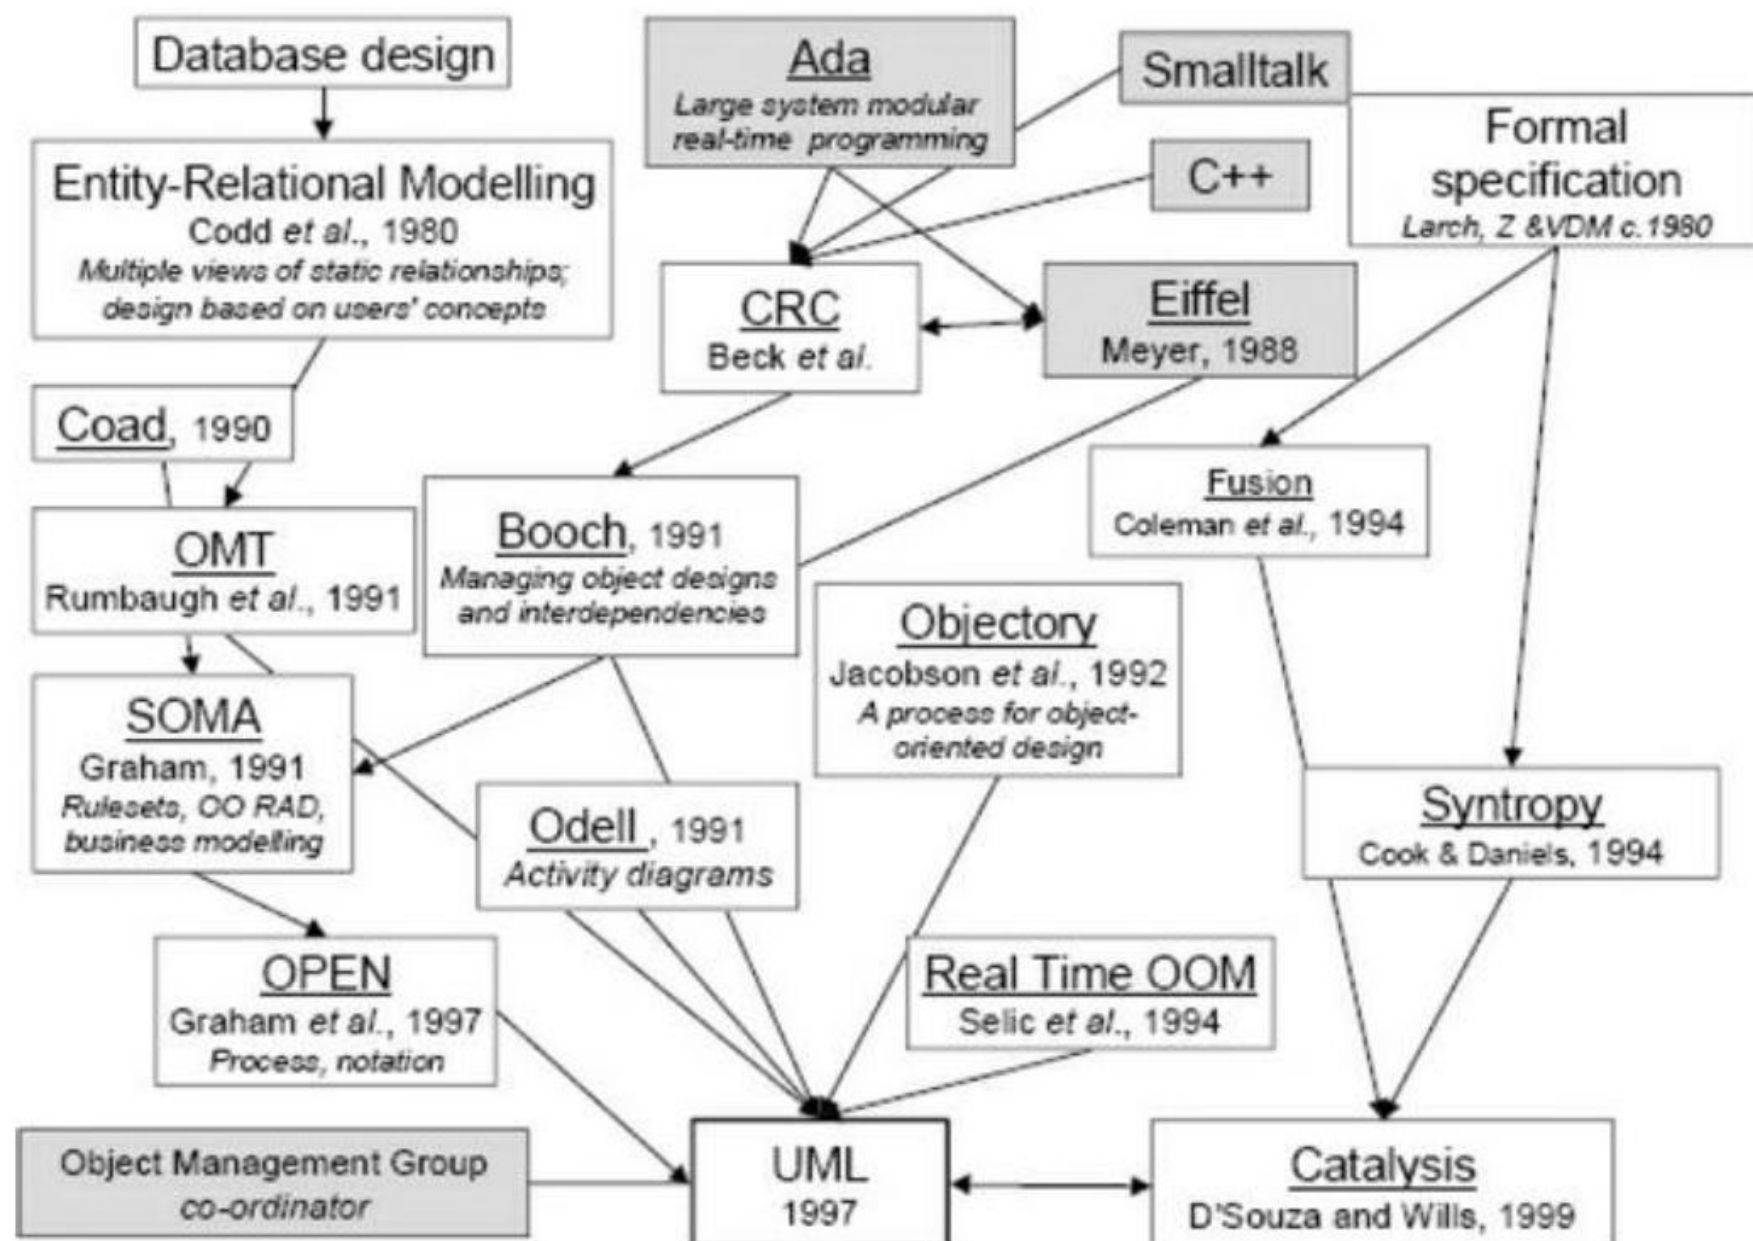 Database design
Ada
Large system modular
real-time programming
Smalltalk
Formal
specification
Larch, Z &VDM c.1980
Entity-Relational Modelling
Codd et al., 1980
Multiple views of static relationships;
design based on users' concepts
C++
CRC
Beck et al.
Eiffel
Meyer, 1988
Coad, 1990
Fusion
Coleman et al., 1994
OMT
Rumbaugh et al., 1991
Booch, 1991
Managing object designs
and interdependencies
Objectory
Jacobson et al., 1992
A process for object-
oriented design
SOMA
Graham, 1991
Rulesets, OO RAD,
business modelling
Odell , 1991
Activity diagrams
Syntropy
Cook & Daniels, 1994
OPEN
Graham et al., 1997
Process, notation
Real Time OOM
Selic et al., 1994
Object Management Group
co-ordinator
UML
1997
Catalysis
D'Souza and Wills, 1999